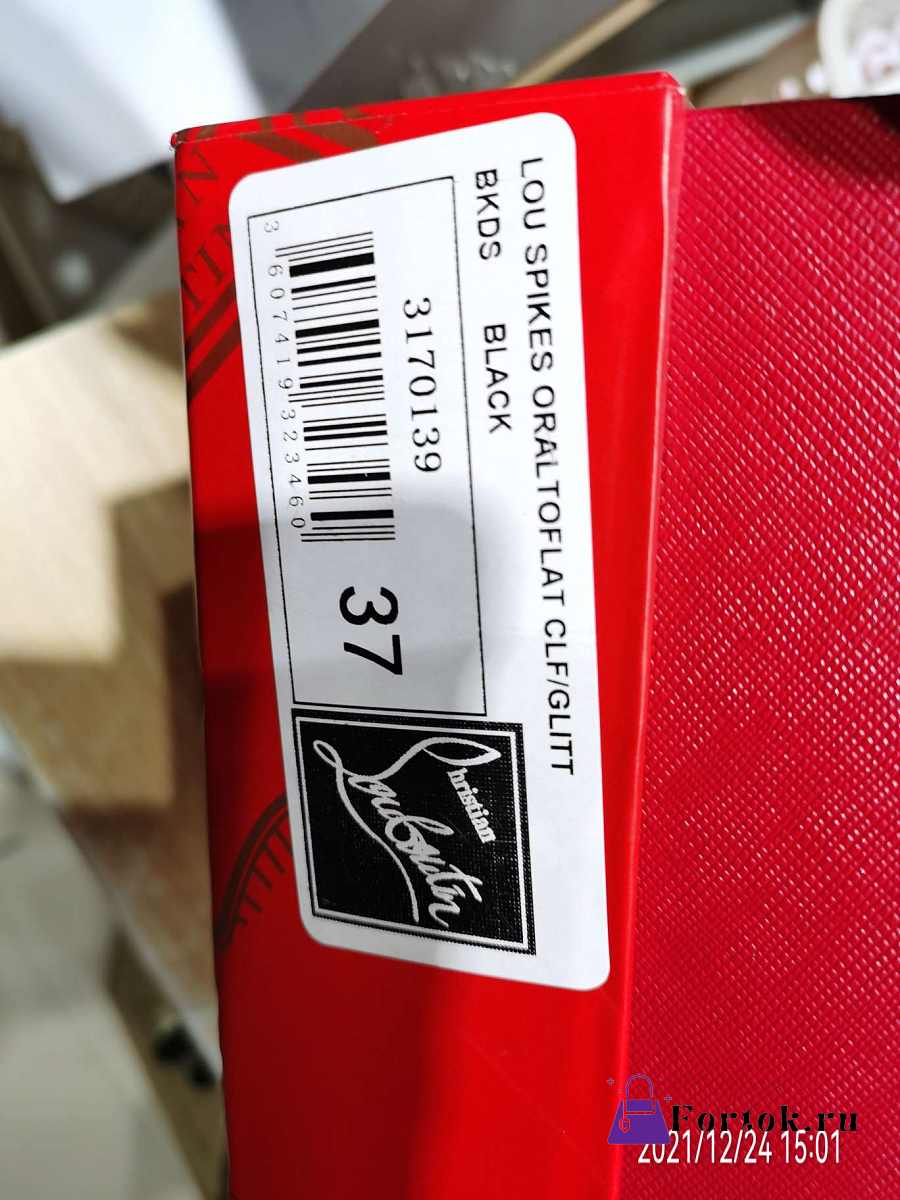 LOU SPIKES ORALTOFLAT CLF/GLITT
BKDS BLACK
3170139
3 607419 323460
37
Christian
Louboutin
Fortok.ru
2021/12/24 15:01